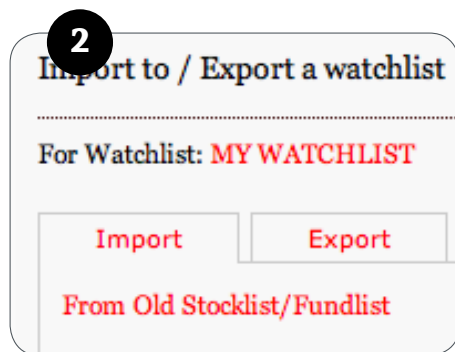 2
Import to / Export a watchlist
For Watchlist: MY WATCHLIST
Import Export
From Old Stocklist/Fundlist